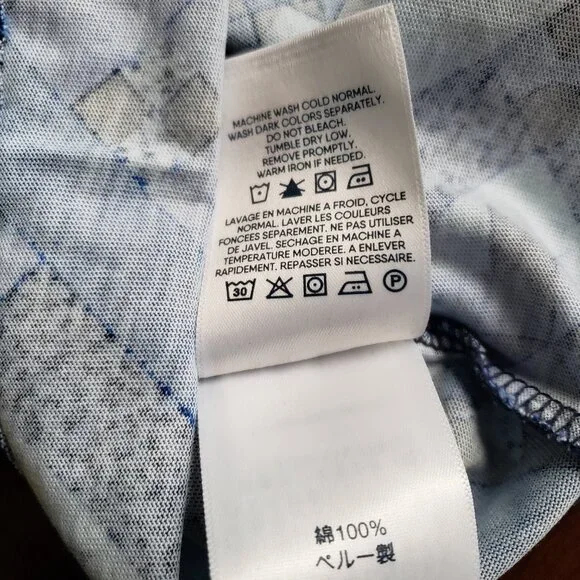 MACHINE WASH COLD NORMAL.
WASH DARK COLORS SEPARATELY.
DO NOT BLEACH.
TUMBLE DRY LOW.
REMOVE PROMPTLY.
WARM IRON IF NEEDED.
LAVAGE EN MACHINE A FROID, CYCLE
NORMAL. LAVER LES COULEURS
FONCEES SEPAREMENT. NE PAS UTILISER
DE JAVEL. SECHAGE EN MACHINE A
TEMPERATURE MODEREE. A ENLEVER
RAPIDEMENT. REPASSER SI NECESSAIRE.
30 P
綿100%
ペルー製